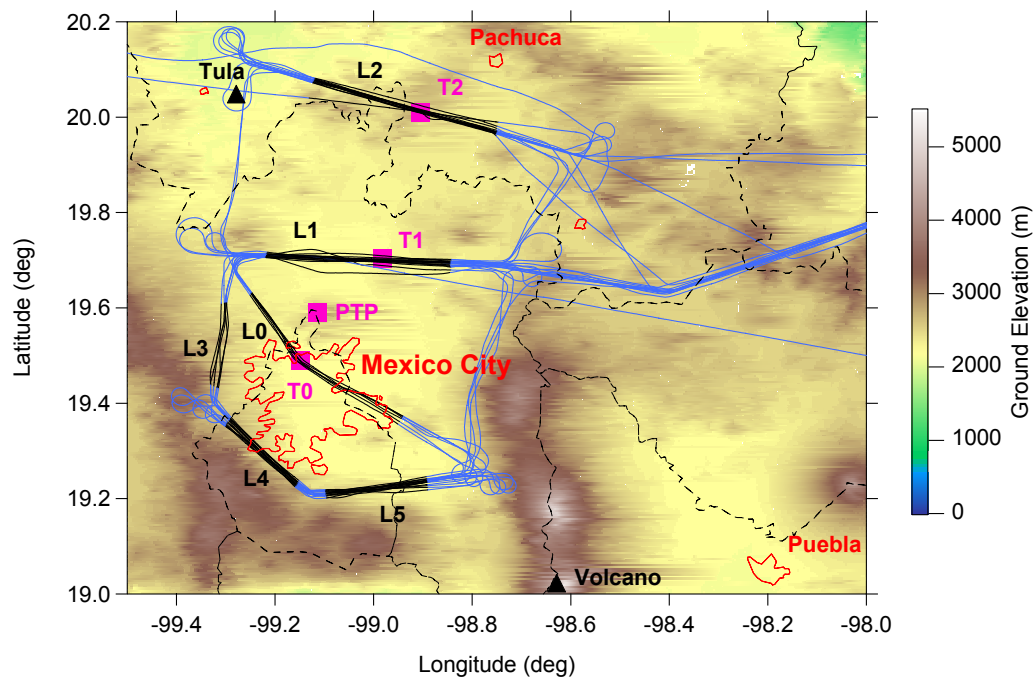 20.2
20.0
19.8
19.6
19.4
19.2
19.0
Latitude (deg)
Pachuca
Tula
L2
T2
L1
T1
PTP
L3
L0
Mexico City
T0
L4
L5
Puebla
Volcano
-99.4
-99.2
-99.0
-98.8
-98.6
-98.4
-98.2
-98.0
Longitude (deg)
5000
4000
3000
2000
1000
0
Ground Elevation (m)